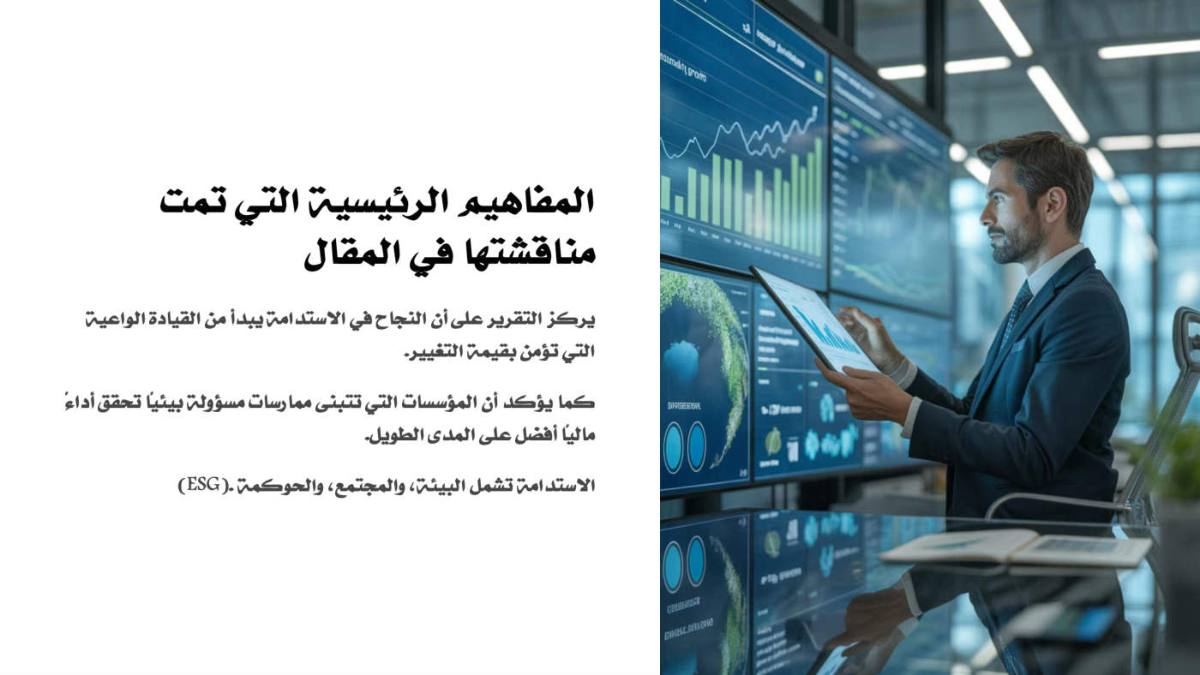 المفاهيم الرئيسية التي تمت
مناقشتها في المقال
يركز التقرير على أن النجاح في الاستدامة يبدأ من القيادة الواعية
التي تؤمن بقيمة التغيير.
كما يؤكد أن المؤسسات التي تتبنى ممارسات مسؤولة بيئيًا تحقق أداءً
ماليًا أفضل على المدى الطويل.
الاستدامة تشمل البيئة، والمجتمع، والحوكمة .(ESG)